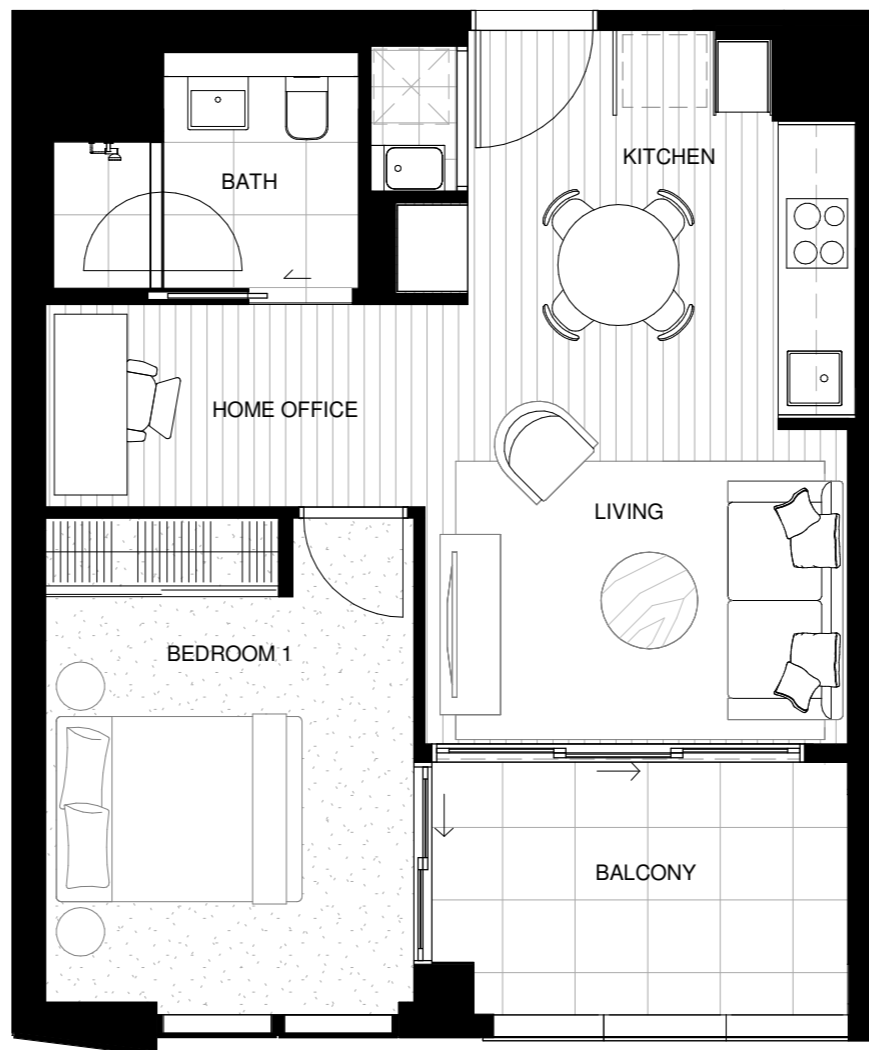 KITCHEN
BATH
HOME OFFICE
LIVING
BEDROOM 1
BALCONY